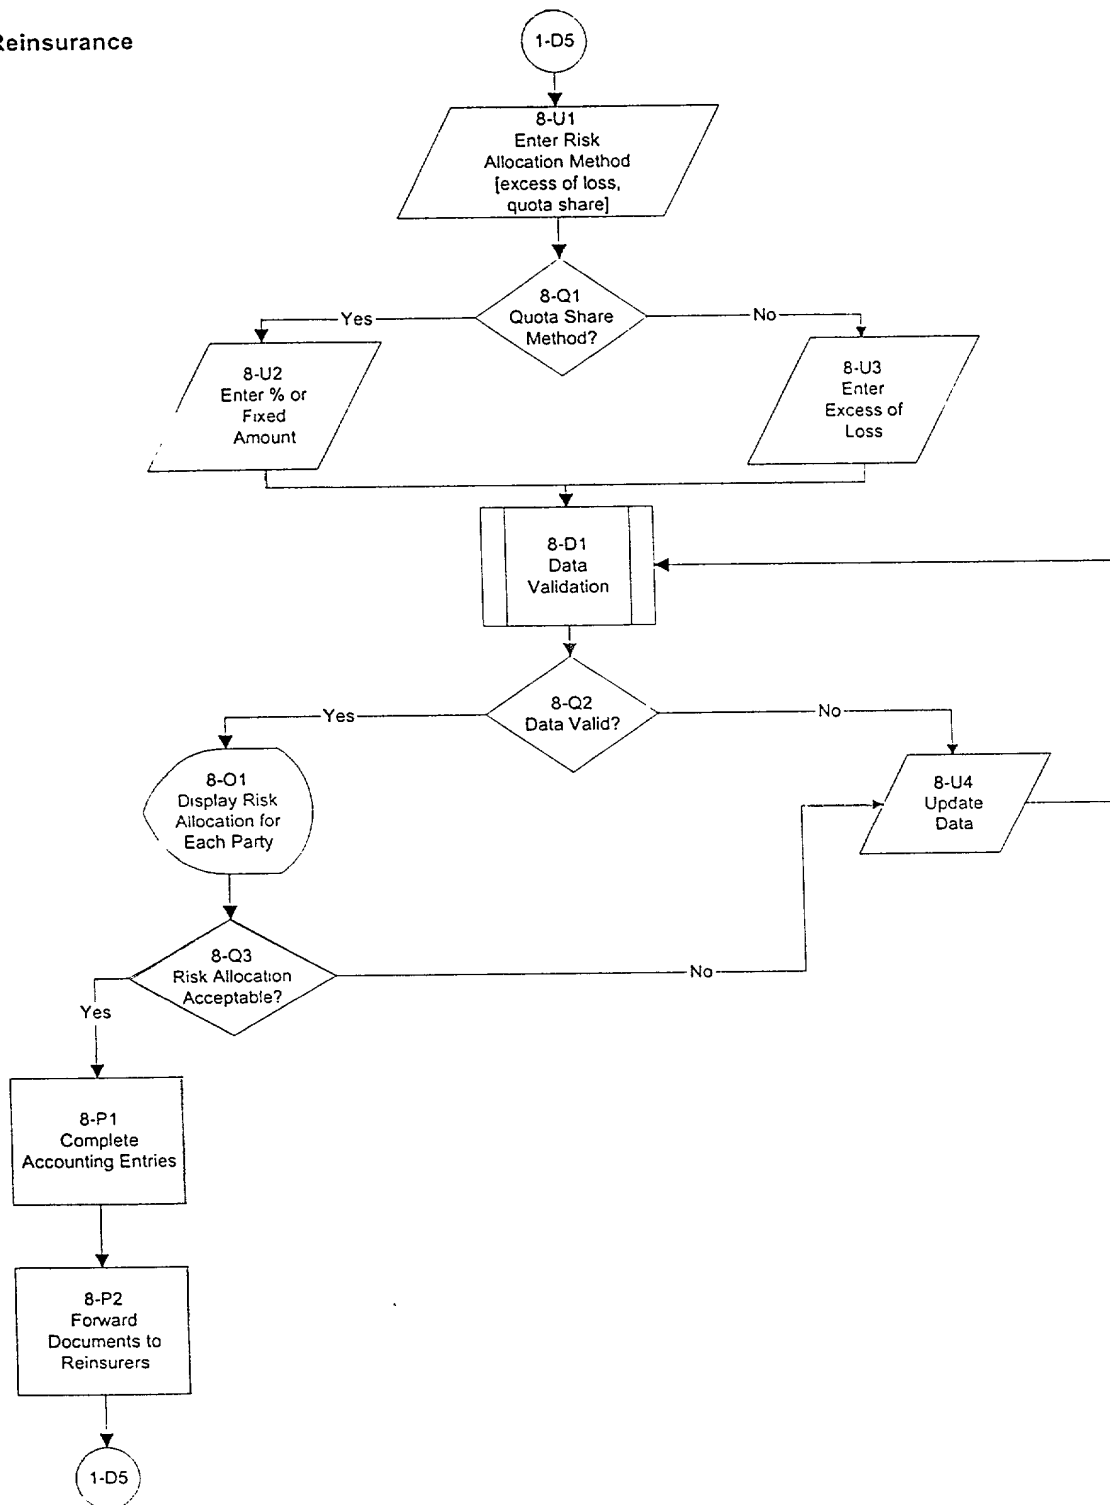 Reinsurance
1-D5
8-U1
Enter Risk
Allocation Method
[excess of loss,
quota share]
8-Q1
Quota Share
Method?
Yes
No
8-U2
Enter % or
Fixed
Amount
8-U3
Enter
Excess of
Loss
8-D1
Data
Validation
8-Q2
Data Valid?
Yes
No
8-O1
Display Risk
Allocation for
Each Party
8-U4
Update
Data
8-Q3
Risk Allocation
Acceptable?
No
Yes
8-P1
Complete
Accounting Entries
8-P2
Forward
Documents to
Reinsurers
1-D5